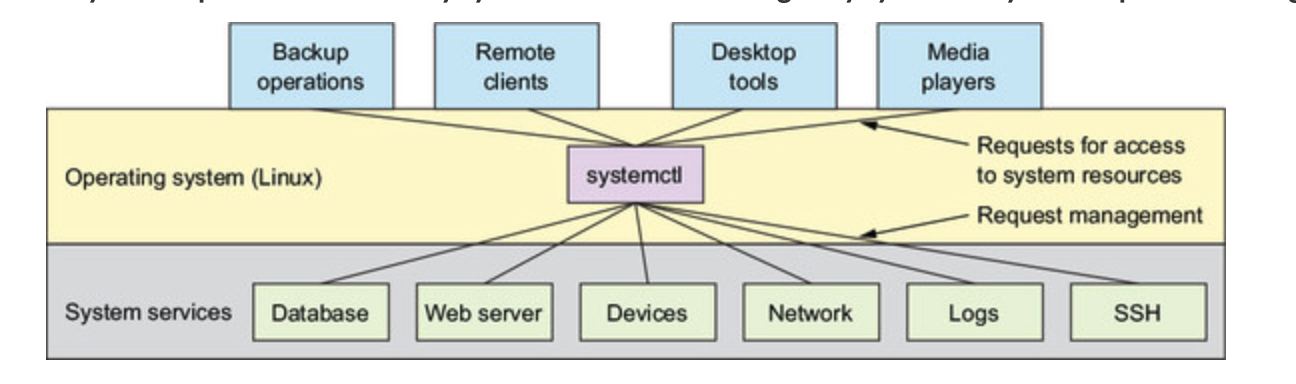 Backup
operations
Remote
clients
Desktop
tools
Media
players
Requests for access
to system resources
Operating system (Linux)
systemctl
Request management
System services
Database
Web server
Devices
Network
Logs
SSH